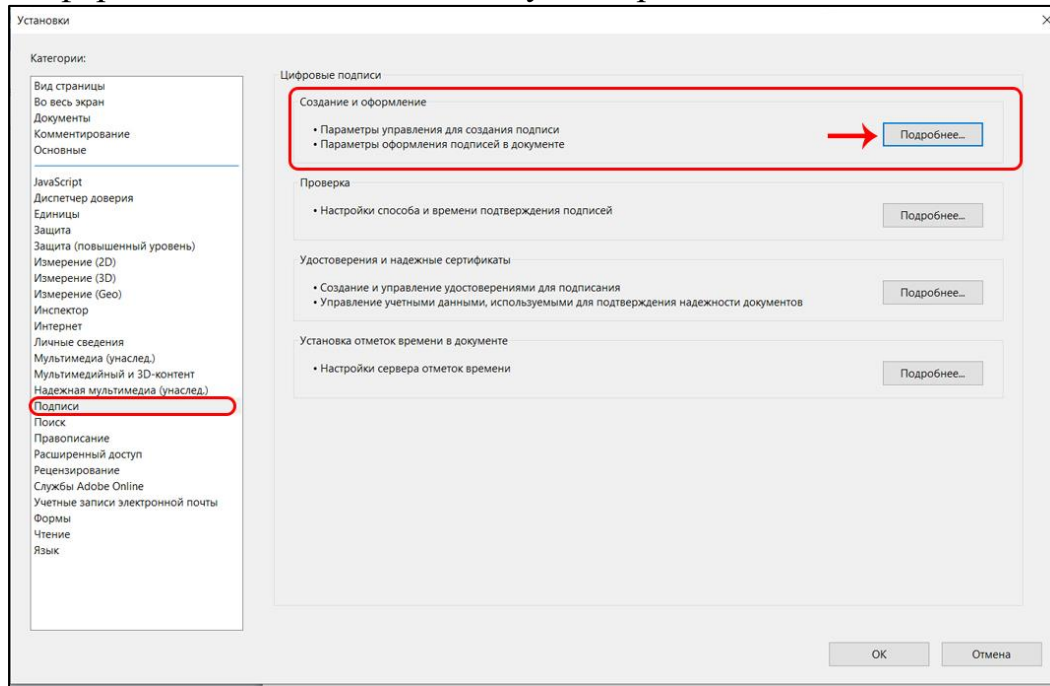 Установки
Категории:
Вид страницы
Во весь экран
Документы
Комментирование
Основные
JavaScript
Диспетчер доверия
Единицы
Защита
Защита (повышенный уровень)
Измерение (2D)
Измерение (3D)
Измерение (Geo)
Инспектор
Интернет
Личные сведения
Мультимедиа (унаслед.)
Мультимедийный и 3D-контент
Надежная мультимедиа (унаслед.)
Подписи
Поиск
Правописание
Расширенный доступ
Рецензирование
Службы Adobe Online
Учетные записи электронной почты
Формы
Чтение
Язык
Цифровые подписи
Создание и оформление
• Параметры управления для создания подписи
• Параметры оформления подписей в документе
Подробнее...
Проверка
• Настройки способа и времени подтверждения подписей
Подробнее...
Удостоверения и надежные сертификаты
• Создание и управление удостоверениями для подписания
• Управление учетными данными, используемыми для подтверждения надежности документов
Подробнее...
Установка отметок времени в документе
• Настройки сервера отметок времени
Подробнее...
ОК
Отмена